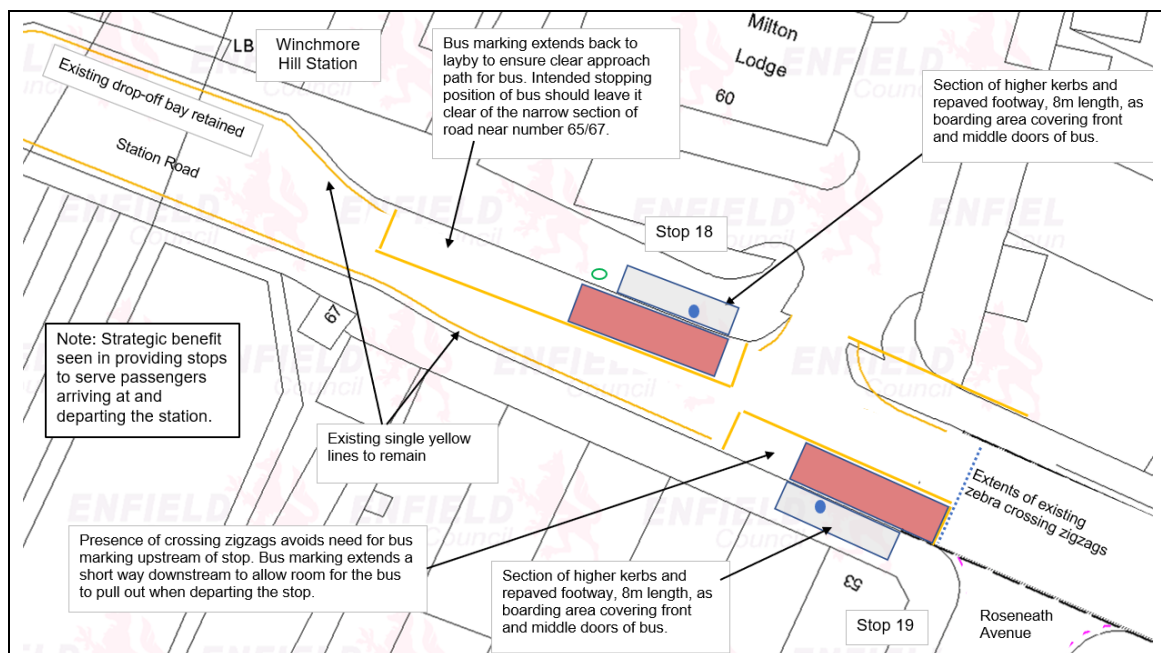 LB
Winchmore
Hill Station
Existing drop-off bay retained
Station Road
Bus marking extends back to
layby to ensure clear approach
path for bus. Intended stopping
position of bus should leave it
clear of the narrow section of
road near number 65/67.
Milton
Lodge
60
Section of higher kerbs and
repaved footway, 8m length, as
boarding area covering front
and middle doors of bus.
Stop 18
67
Note: Strategic benefit
seen in providing stops
to serve passengers
arriving at and
departing the station.
Existing single yellow
lines to remain
Extents of existing
zebra crossing zigzags
Presence of crossing zigzags avoids need for bus
marking upstream of stop. Bus marking extends a
short way downstream to allow room for the bus
to pull out when departing the stop.
Section of higher kerbs and
repaved footway, 8m length, as
boarding area covering front
and middle doors of bus.
53
Stop 19
Roseneath
Avenue
ENFIELD
Council